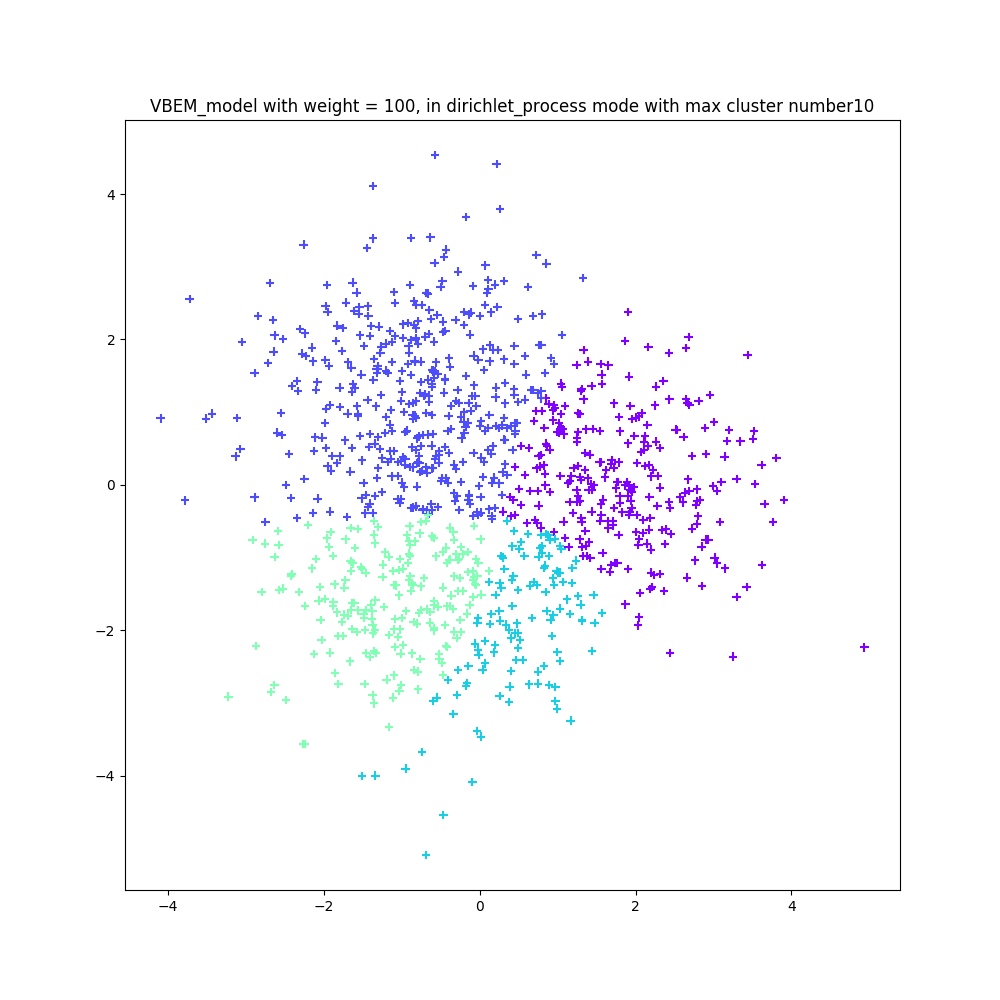 VBEM_model with weight = 100, in dirichlet_process mode with max cluster number10
4
2
0
−2
−4
−4 −2 0 2 4